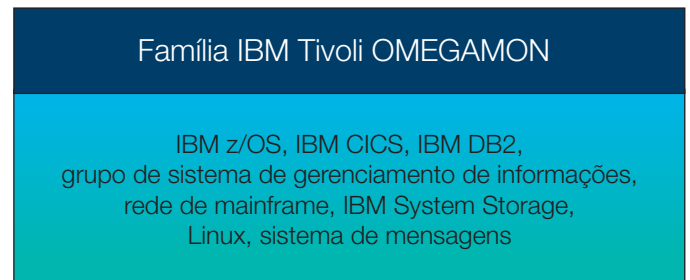 Família IBM Tivoli OMEGAMON
IBM z/OS, IBM CICS, IBM DB2,
grupo de sistema de gerenciamento de informações,
rede de mainframe, IBM System Storage,
Linux, sistema de mensagens